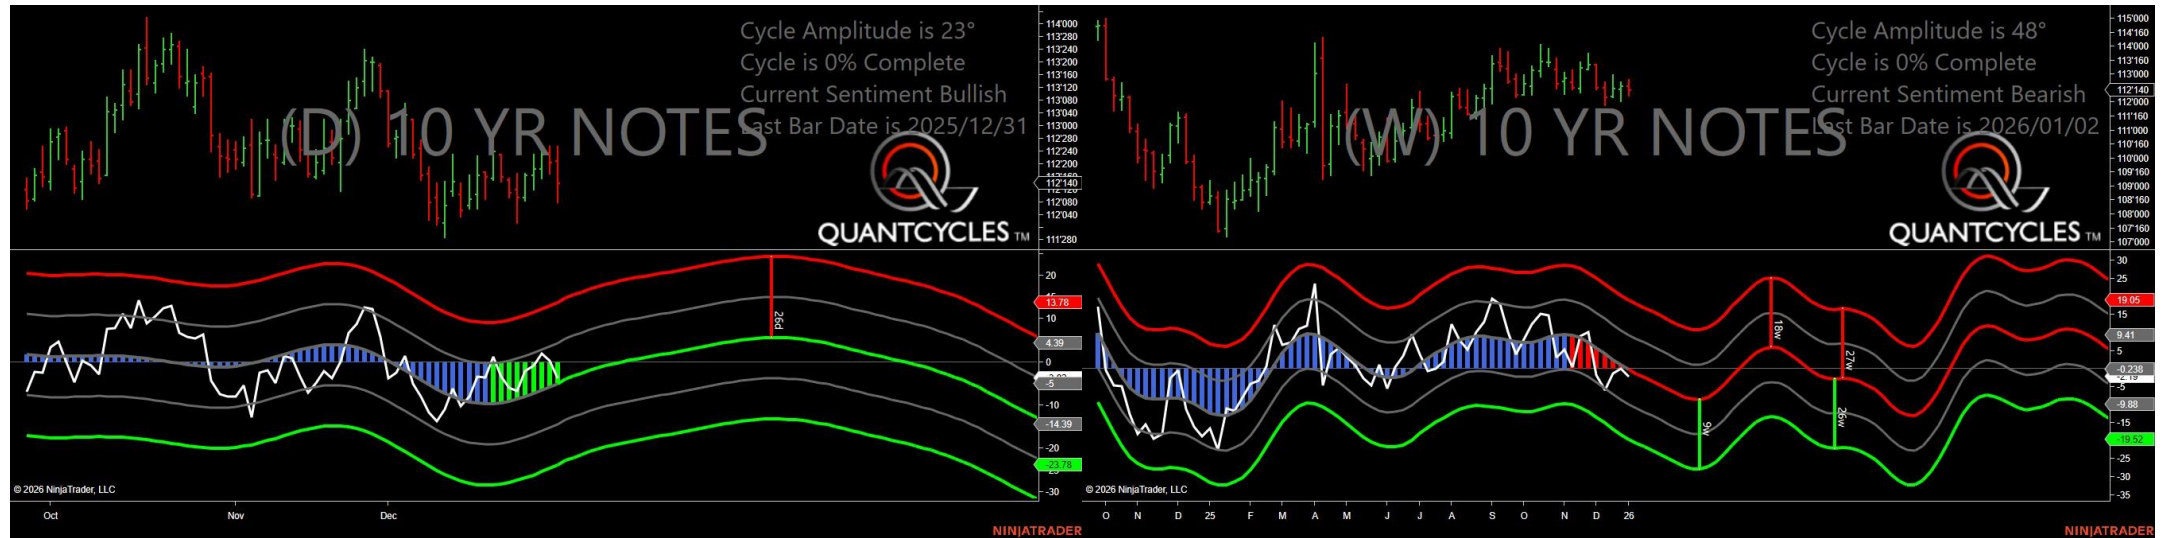 Cycle Amplitude is 23°
Cycle is 0% Complete
Current Sentiment Bullish
Last Bar Date is 2025/12/31
(D) 10 YR NOTES
QUANTCYCLES TM
114'000
113'280
113'240
113'200
113'160
113'120
113'080
113'040
113'000
112'280
112'240
112'200
112'140
112'080
112'040
111'280
20
13.78
10
4.39
0
-5
-10
-14.39
-20
-23.78
-30
26d
© 2026 NinjaTrader, LLC
Oct Nov Dec
NINJATRADER
Cycle Amplitude is 48°
Cycle is 0% Complete
Current Sentiment Bearish
Last Bar Date is 2026/01/02
(W) 10 YR NOTES
QUANTCYCLES TM
115'000
114'160
114'000
113'160
113'000
112'140
112'000
111'160
111'000
110'160
110'000
109'160
109'000
108'160
108'000
107'160
107'000
30
25
19.05
15
9.41
5
-0.238
-5
-9.88
-15
-19.52
-25
-30
-35
18w
27w
9w
26w
© 2026 NinjaTrader, LLC
O N D 25 F M A M J J A S O N D 26
NINJATRADER